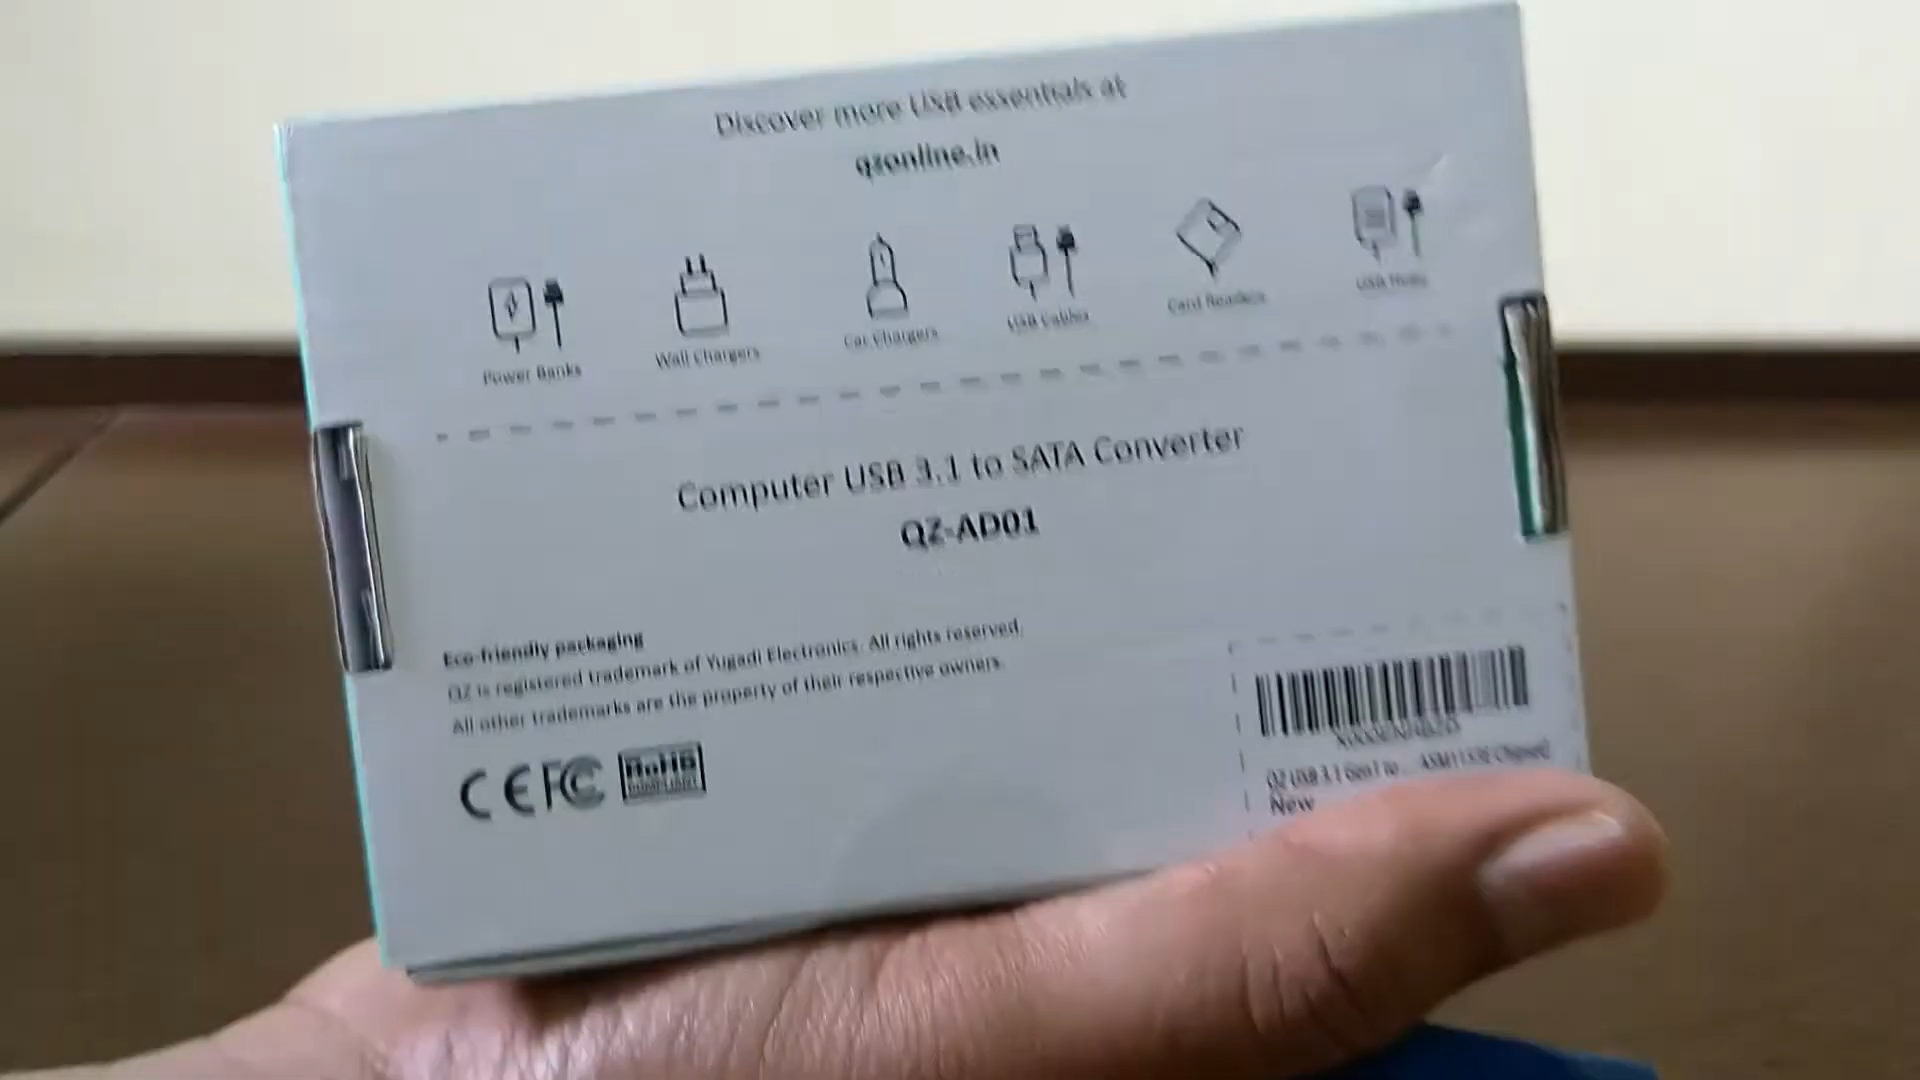 Discover more USB essentials at
qzonline.in
Power Banks
Wall Chargers
Car Chargers
USB Cables
Card Readers
USB Hubs
Computer USB 3.1 to SATA Converter
QZ-AD01
Eco-friendly packaging
QZ is registered trademark of Yugadi Electronics. All rights reserved.
All other trademarks are the property of their respective owners.
CE FC RoHS
COMPLIANT
QZ USB 3.1 Gen1 to ... Chipset)
New